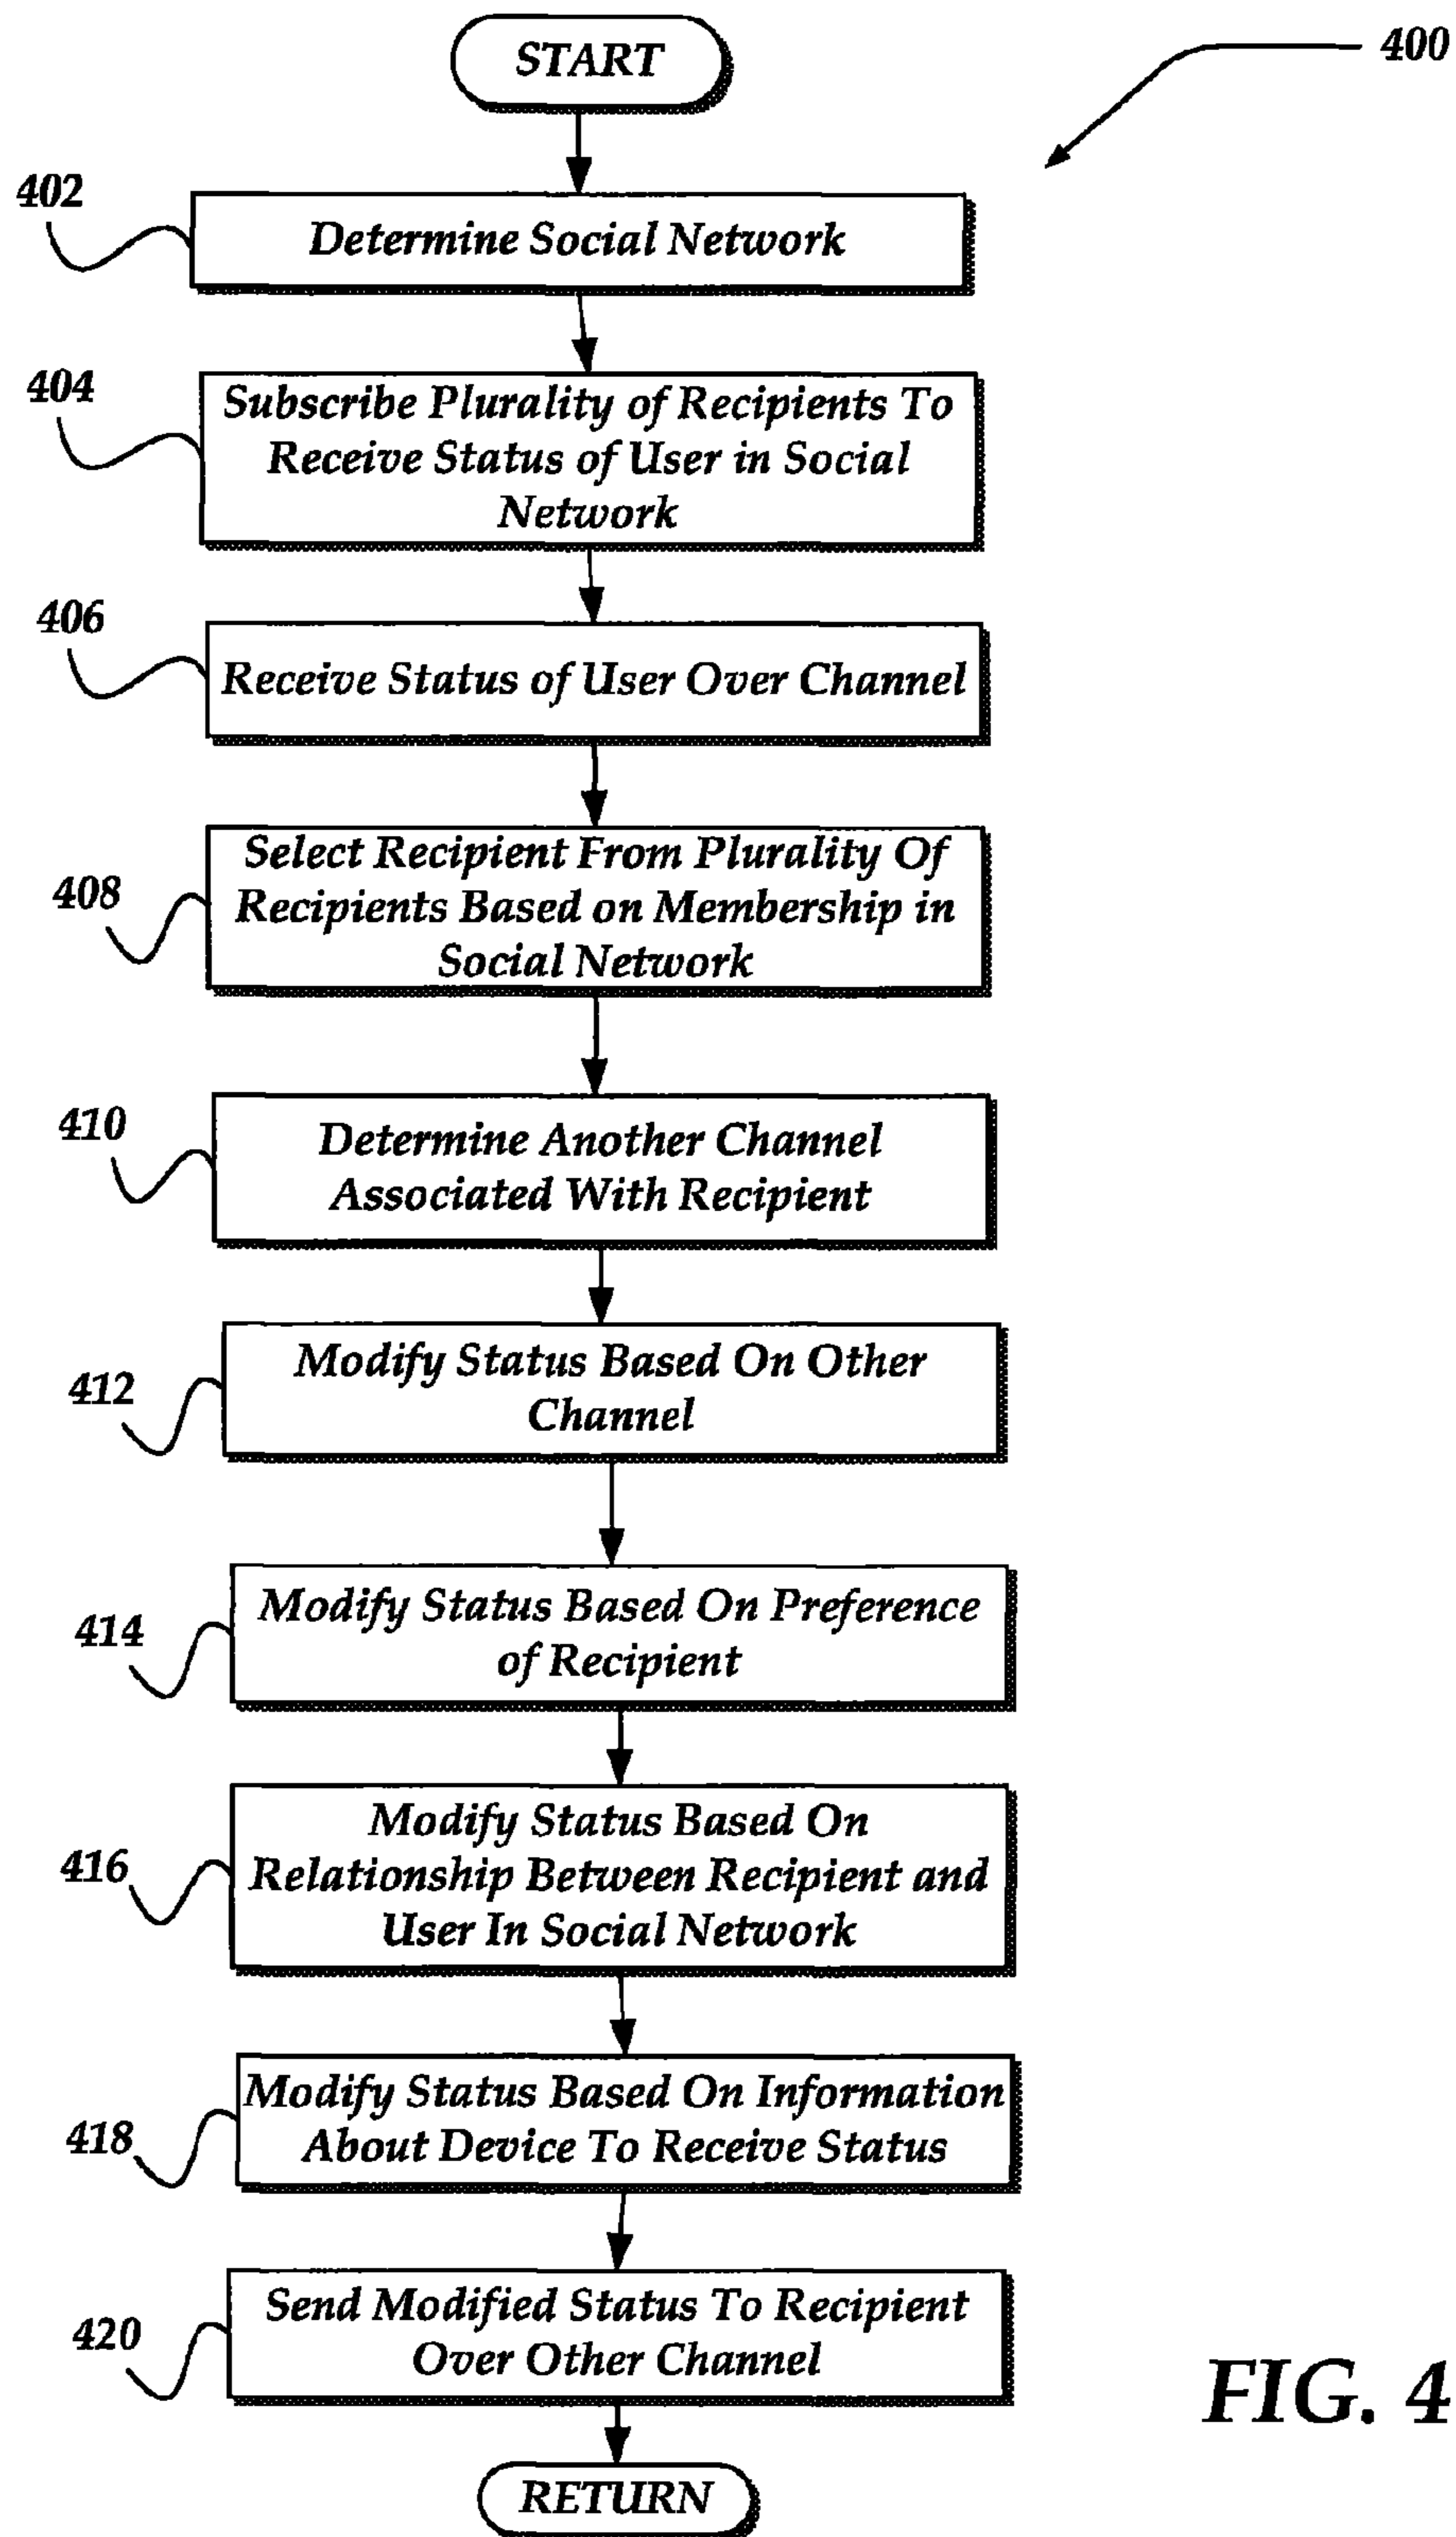 START
400
402
Determine Social Network
404
Subscribe Plurality of Recipients To
Receive Status of User in Social
Network
406
Receive Status of User Over Channel
408
Select Recipient From Plurality Of
Recipients Based on Membership in
Social Network
410
Determine Another Channel
Associated With Recipient
412
Modify Status Based On Other
Channel
414
Modify Status Based On Preference
of Recipient
416
Modify Status Based On
Relationship Between Recipient and
User In Social Network
418
Modify Status Based On Information
About Device To Receive Status
420
Send Modified Status To Recipient
Over Other Channel
RETURN
FIG. 4